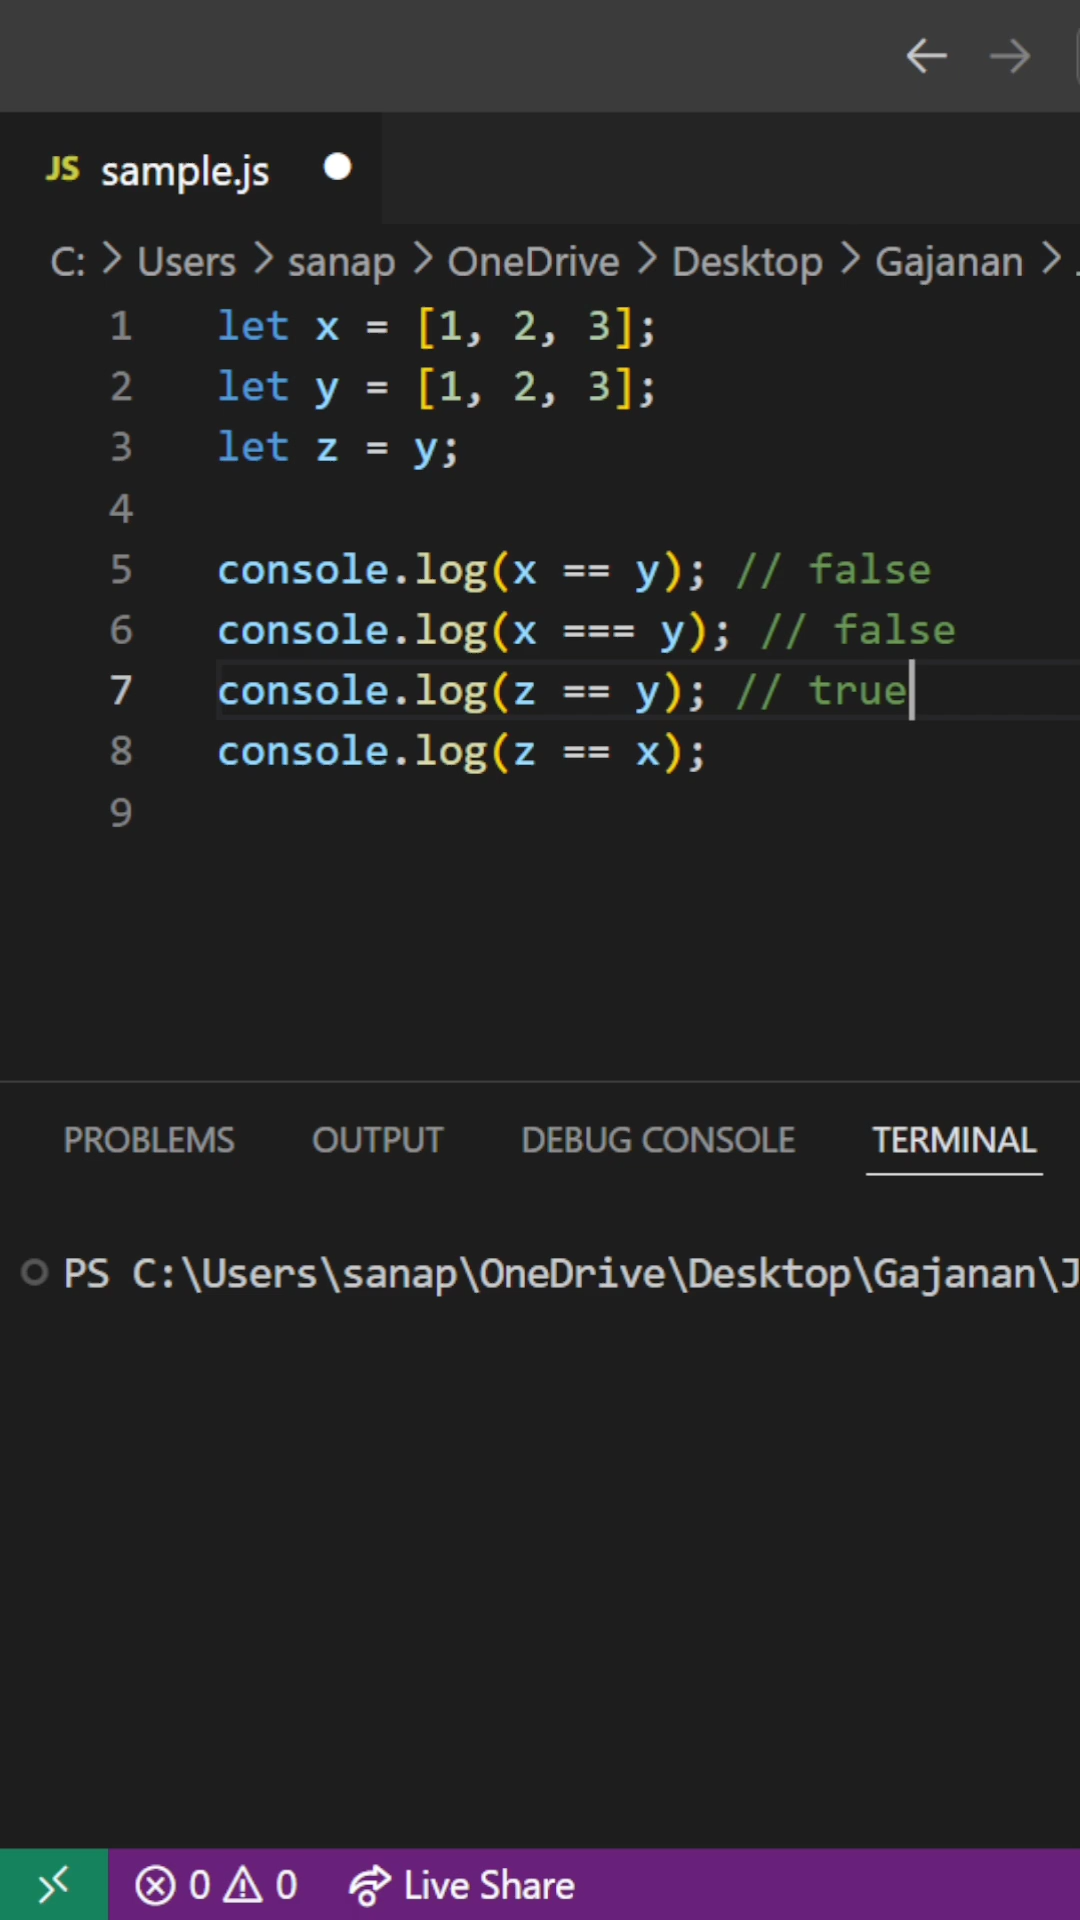 JS sample.js
C: > Users > sanap > OneDrive > Desktop > Gajanan >
1 let x = [1, 2, 3];
2 let y = [1, 2, 3];
3 let z = y;
4
5 console.log(x == y); // false
6 console.log(x === y); // false
7 console.log(z == y); // true
8 console.log(z == x);
9
PROBLEMS OUTPUT DEBUG CONSOLE TERMINAL
PS C:\Users\sanap\OneDrive\Desktop\Gajanan\J
0 0 Live Share